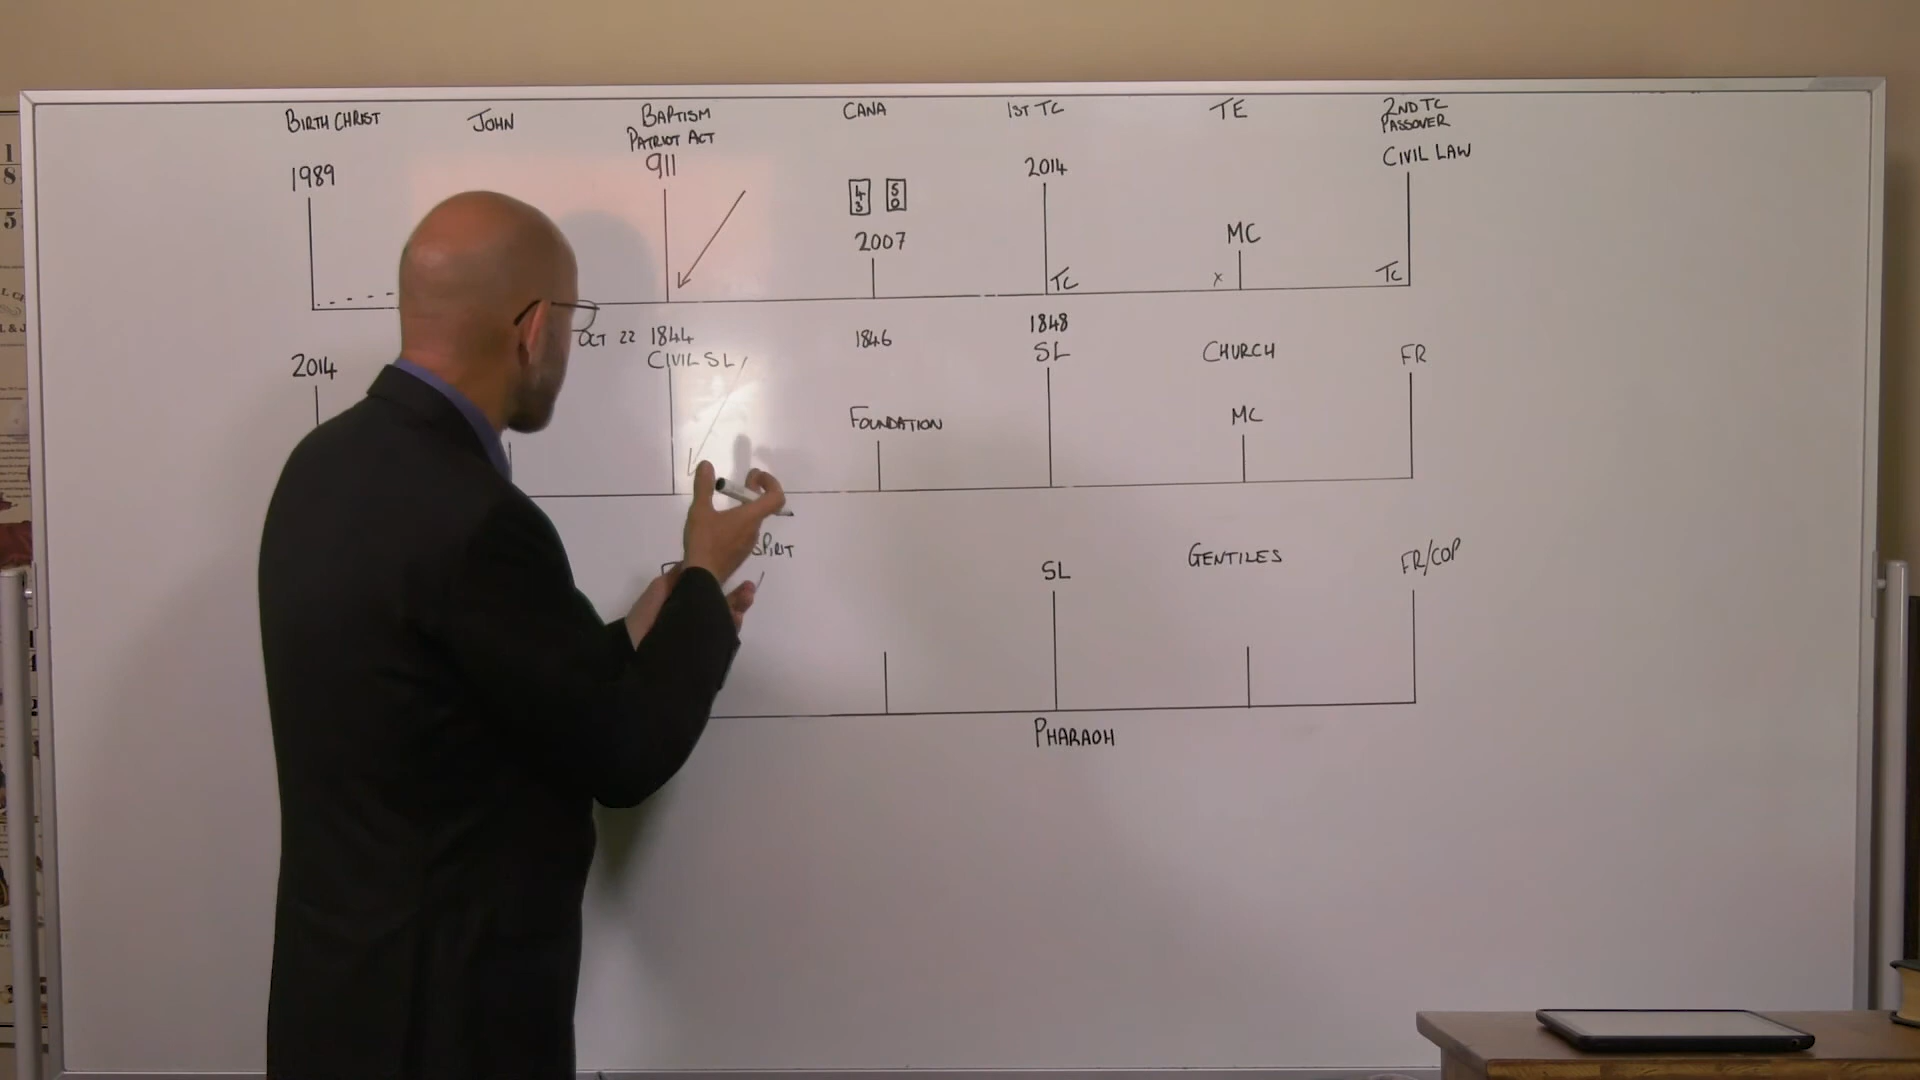 BIRTH CHRIST
JOHN
BAPTISM
PATRIOT ACT
911
CANA
1ST TC
TE
2ND TC
PASSOVER
CIVIL LAW
1989
43
50
2007
2014
TC
MC
x
TC
OCT 22 1844
CIVIL SL
1846
1848
SL
CHURCH
FR
2014
FOUNDATION
MC
SPIRIT
SL
GENTILES
FR/COP
PHARAOH